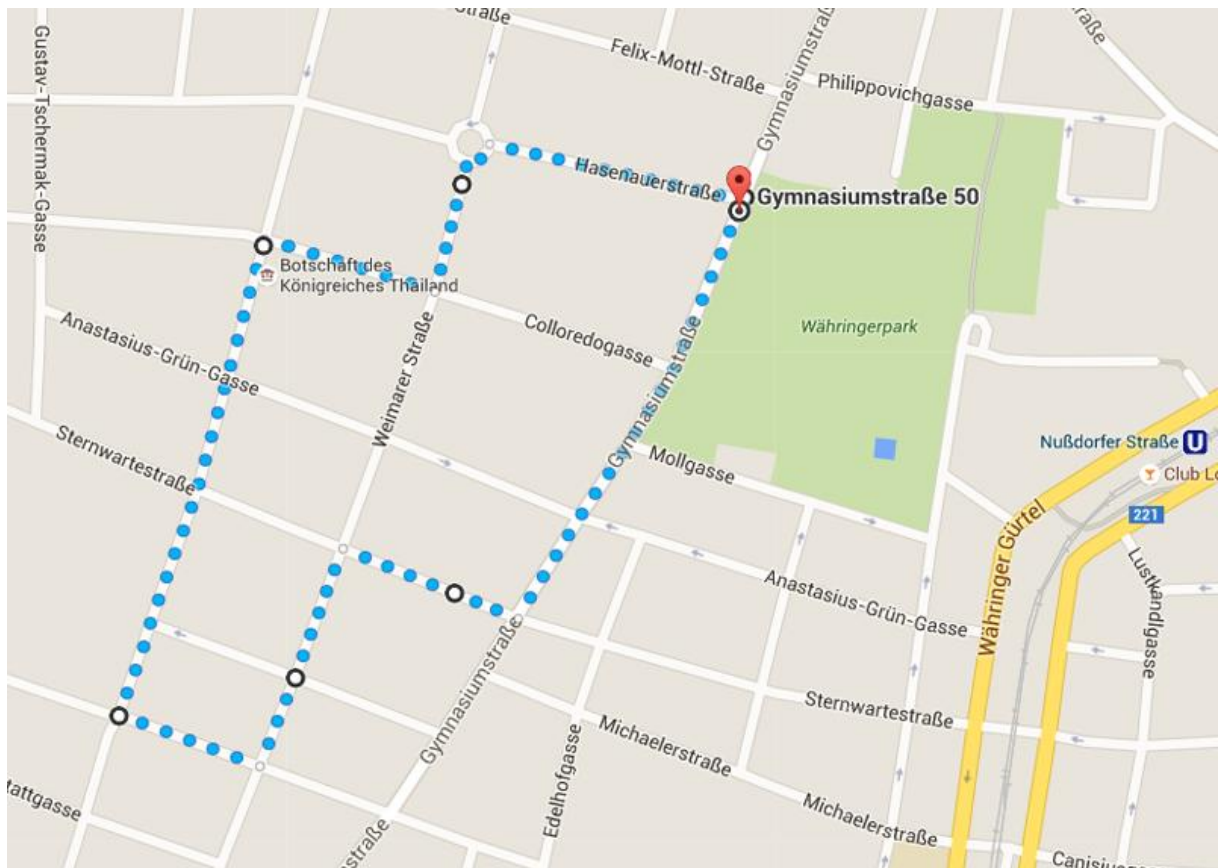 Straße
Gustav-Tschermak-Gasse
Felix-Mottl-Straße
Gymnasiumstraße
Philippovichgasse
Hasenauerstraße
Gymnasiumstraße 50
Botschaft des
Königreiches Thailand
Anastasius-Grün-Gasse
Colloredogasse
Gymnasiumstraße
Währingerpark
Weimarer Straße
Sternwartestraße
Mollgasse
Nußdorfer Straße U
Club
221
Währinger Gürtel
Lustkandlgasse
Anastasius-Grün-Gasse
Gymnasiumstraße
Sternwartestraße
Michaelerstraße
Edelhofgasse
Michaelerstraße